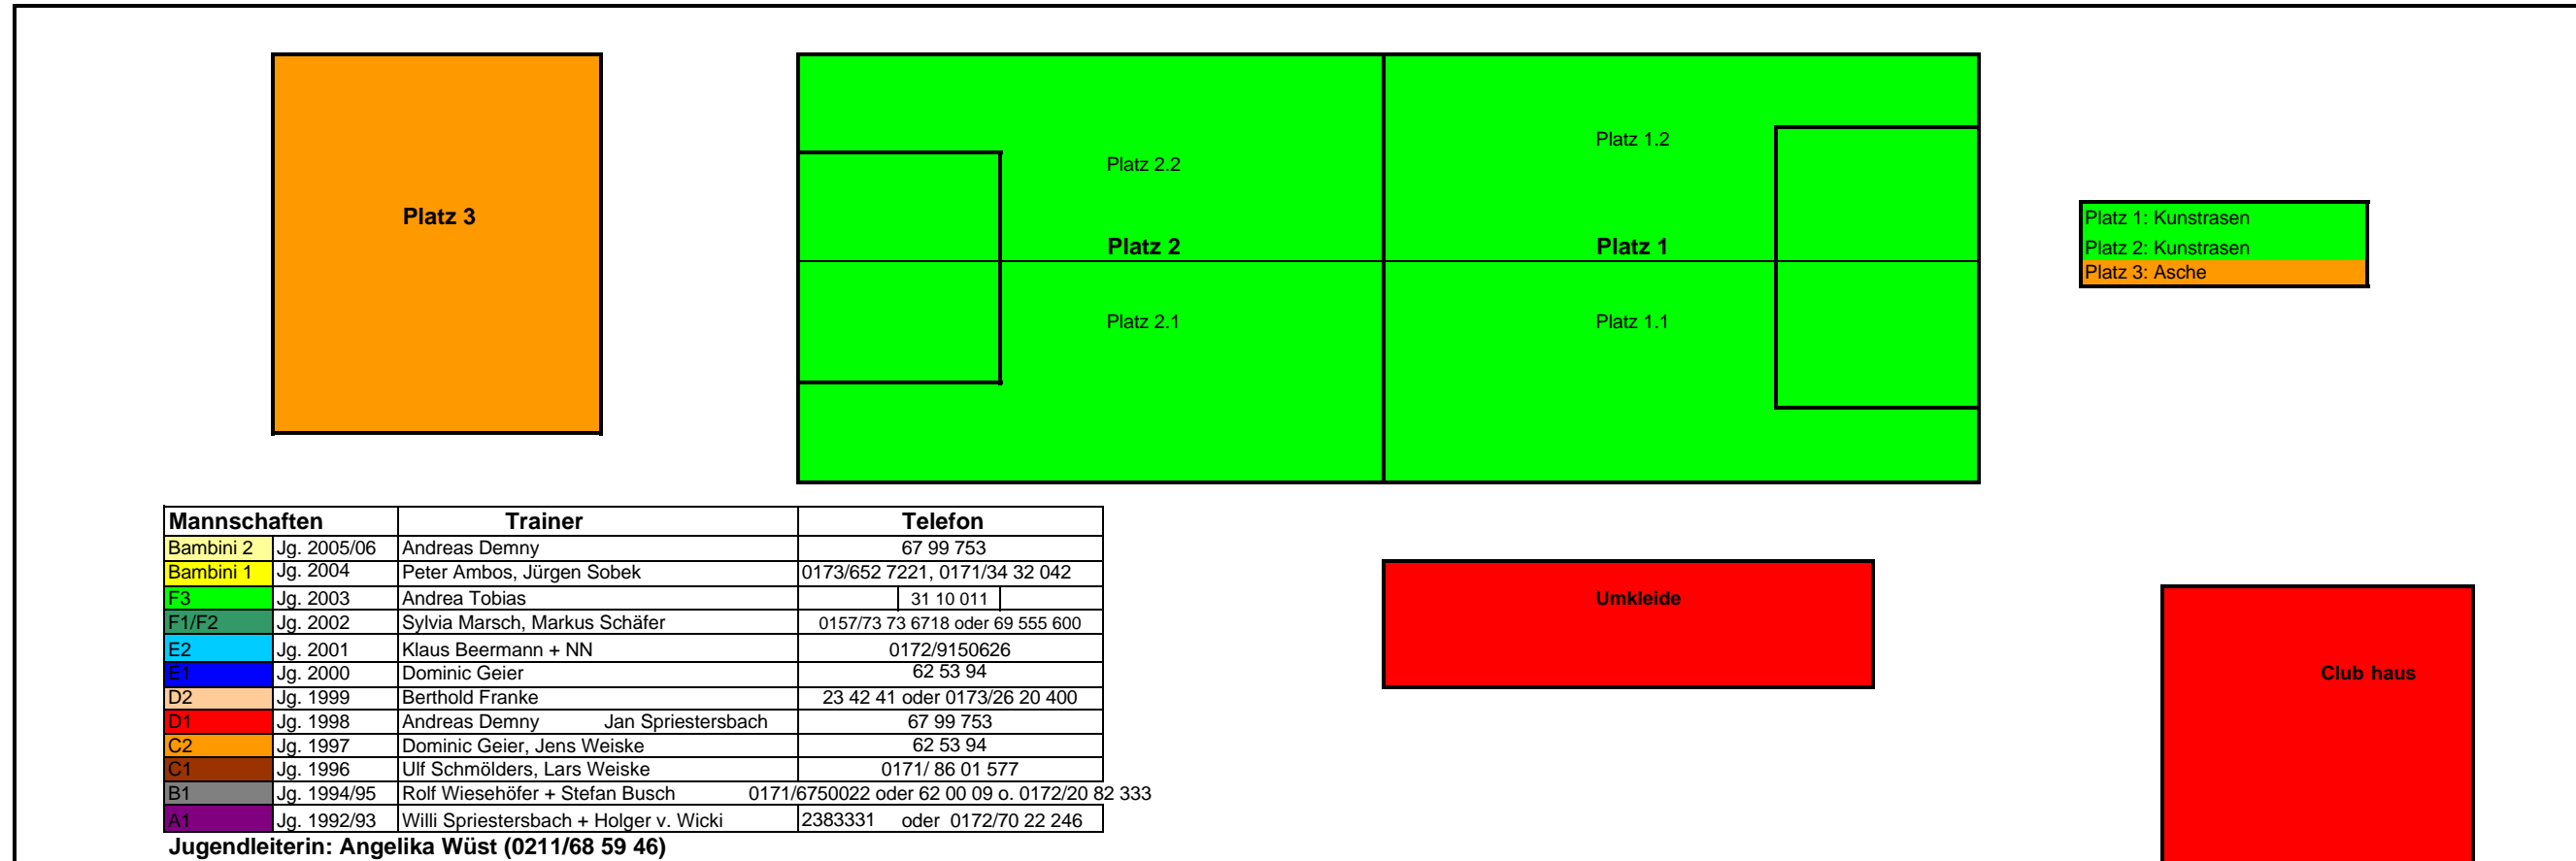 Platz 3
Platz 2.2
Platz 1.2
Platz 2
Platz 1
Platz 2.1
Platz 1.1
Platz 1: Kunstrasen
Platz 2: Kunstrasen
Platz 3: Asche
Mannschaften Trainer Telefon
Bambini 2 Jg. 2005/06 Andreas Demny 67 99 753
Bambini 1 Jg. 2004 Peter Ambos, Jürgen Sobek 0173/652 7221, 0171/34 32 042
F3 Jg. 2003 Andrea Tobias 31 10 011
F1/F2 Jg. 2002 Sylvia Marsch, Markus Schäfer 0157/73 73 6718 oder 69 555 600
E2 Jg. 2001 Klaus Beermann + NN 0172/9150626
E1 Jg. 2000 Dominic Geier 62 53 94
D2 Jg. 1999 Berthold Franke 23 42 41 oder 0173/26 20 400
D1 Jg. 1998 Andreas Demny Jan Spriestersbach 67 99 753
C2 Jg. 1997 Dominic Geier, Jens Weiske 62 53 94
C1 Jg. 1996 Ulf Schmölders, Lars Weiske 0171/ 86 01 577
B1 Jg. 1994/95 Rolf Wiesehöfer + Stefan Busch 0171/6750022 oder 62 00 09 o. 0172/20 82 333
A1 Jg. 1992/93 Willi Spriestersbach + Holger v. Wicki 2383331 oder 0172/70 22 246
Jugendleiterin: Angelika Wüst (0211/68 59 46)
Umkleide
Club haus